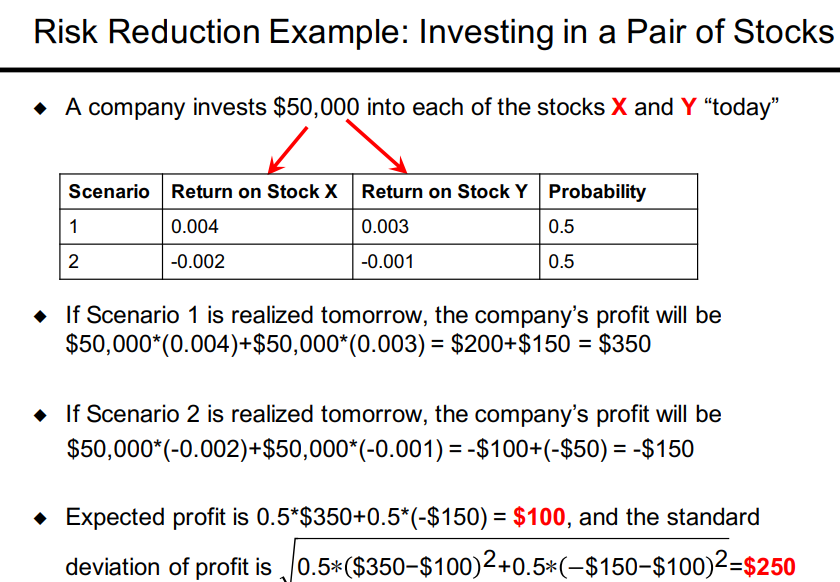 Risk Reduction Example: Investing in a Pair of Stocks
◆ A company invests $50,000 into each of the stocks X and Y “today”
Scenario Return on Stock X Return on Stock Y Probability
1 0.004 0.003 0.5
2 -0.002 -0.001 0.5
◆ If Scenario 1 is realized tomorrow, the company’s profit will be
$50,000*(0.004)+$50,000*(0.003) = $200+$150 = $350
◆ If Scenario 2 is realized tomorrow, the company’s profit will be
$50,000*(-0.002)+$50,000*(-0.001) = -$100+(-$50) = -$150
◆ Expected profit is 0.5*$350+0.5*(-$150) = $100, and the standard
deviation of profit is √0.5*($350−$100)2+0.5*(−$150−$100)2=$250